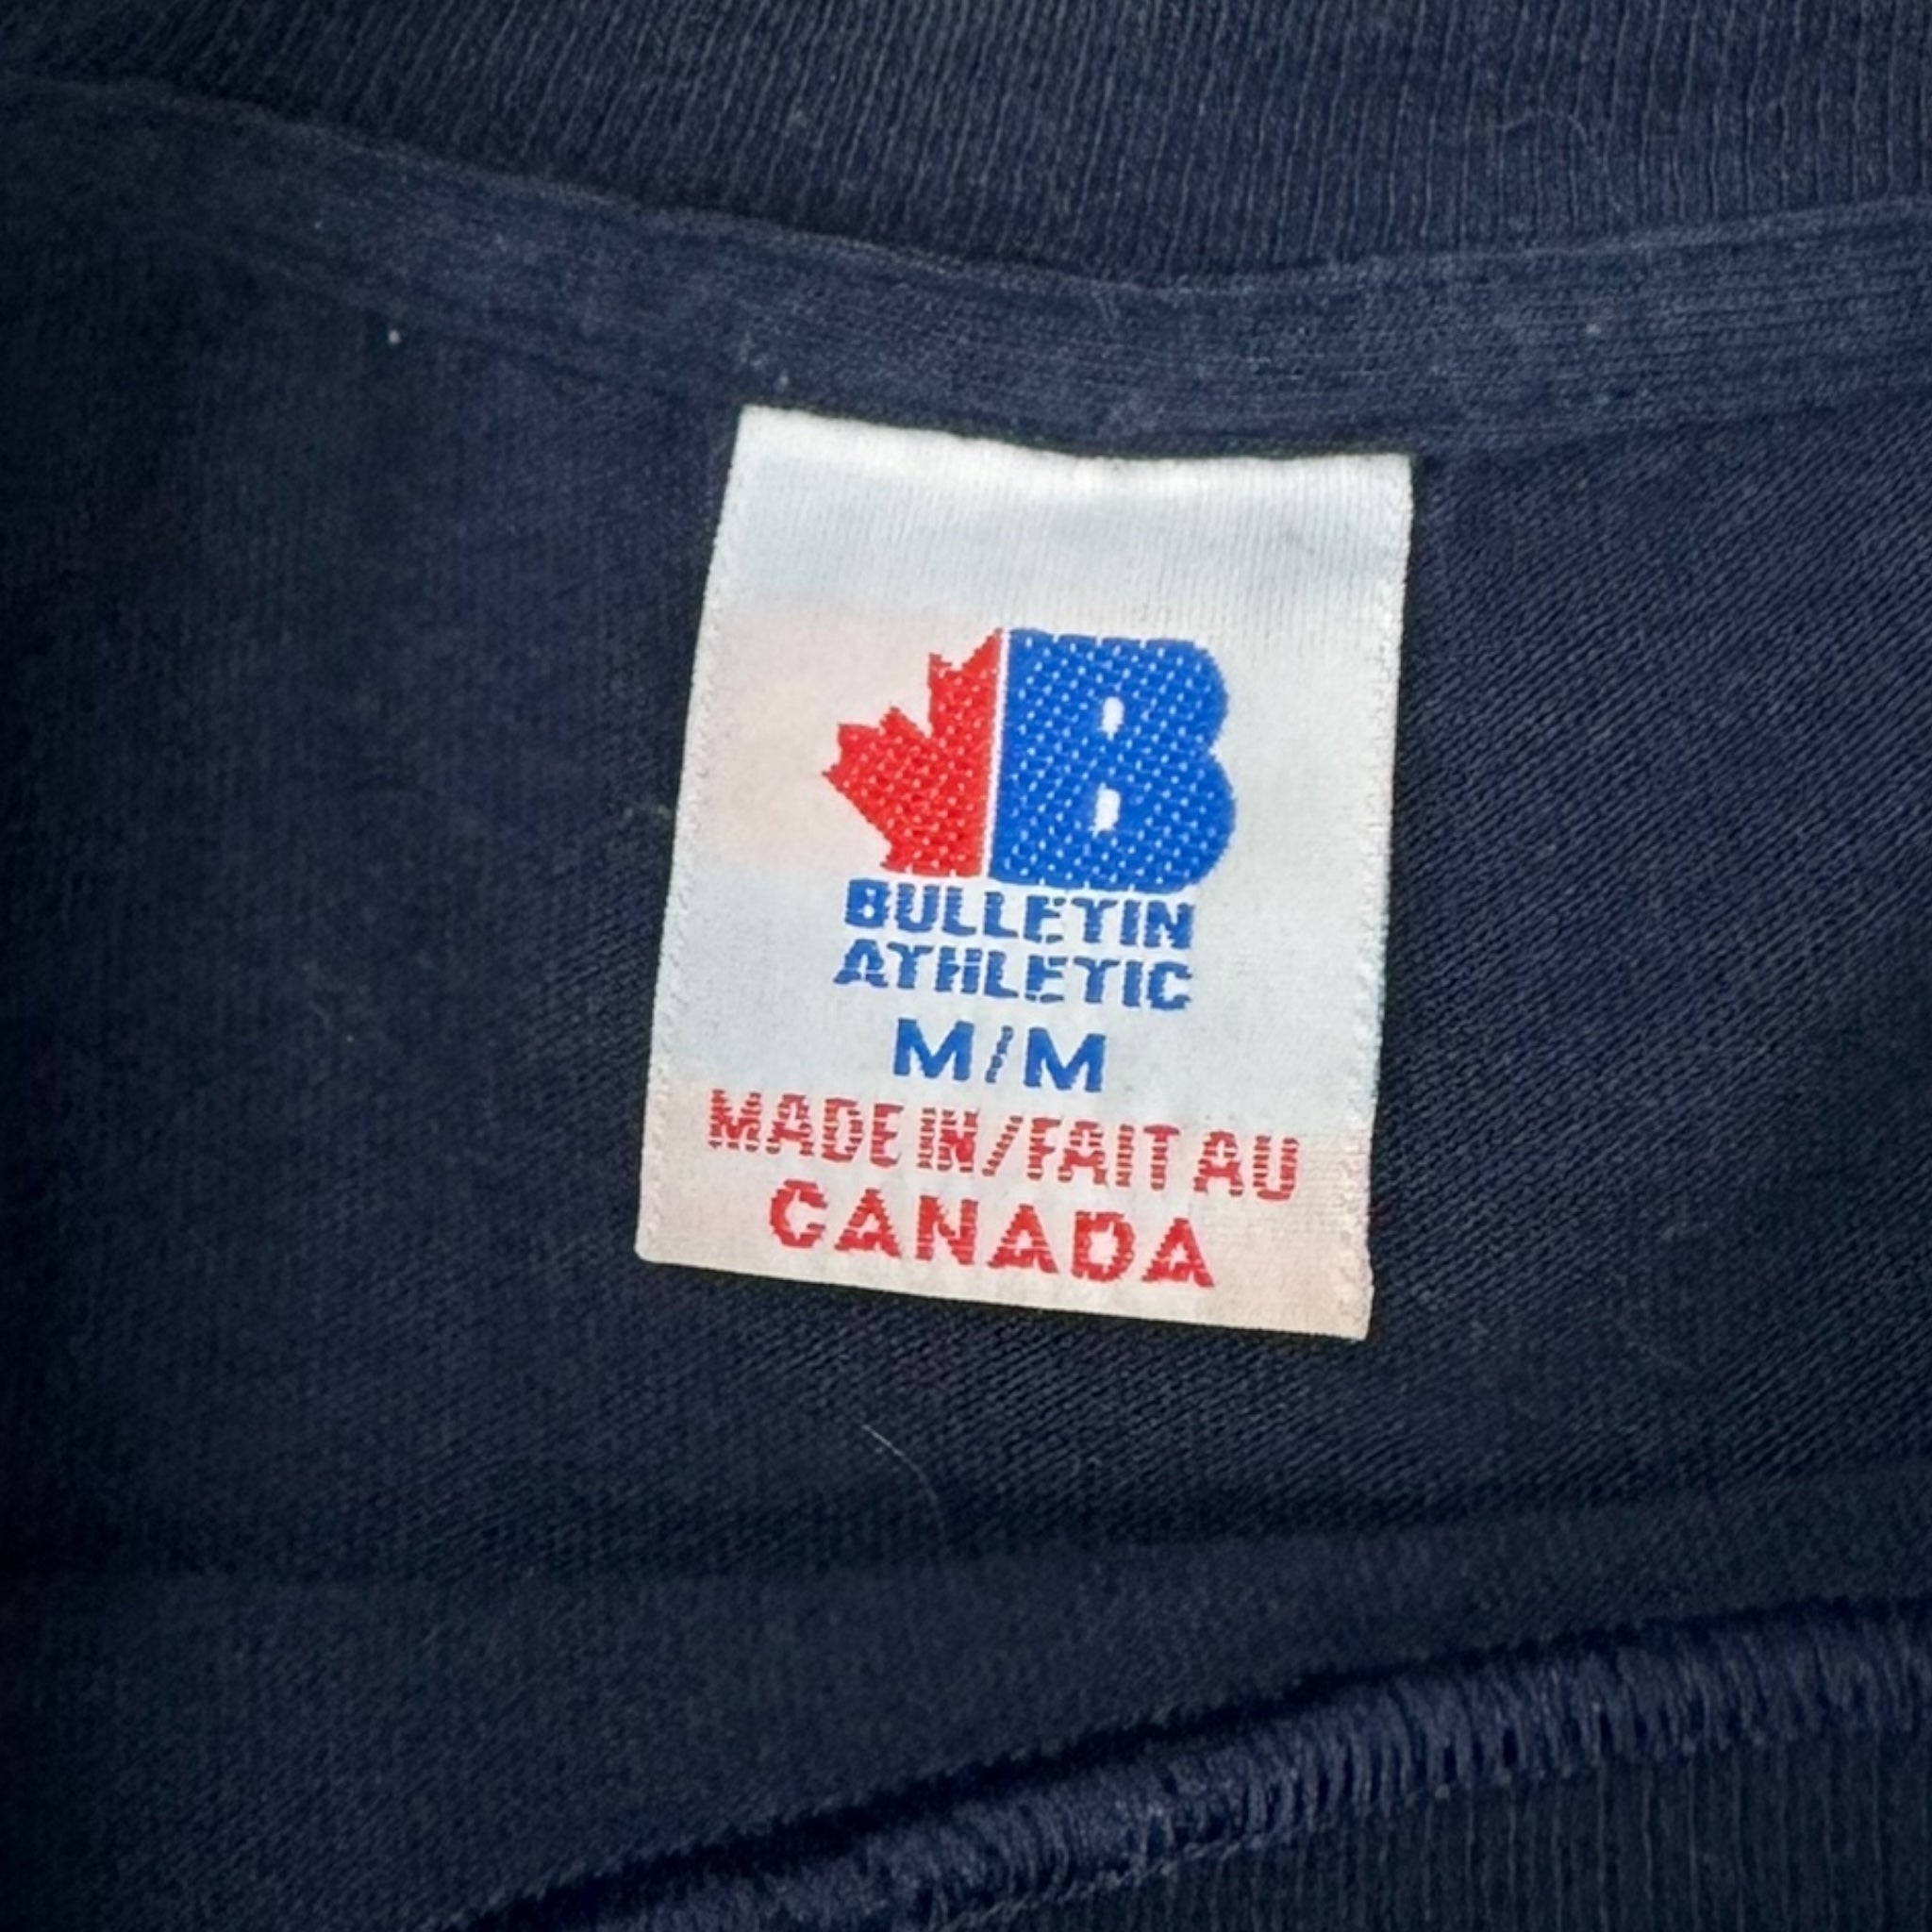 B
BULLETIN
ATHLETIC
M/M
MADE IN/FAIT AU
CANADA